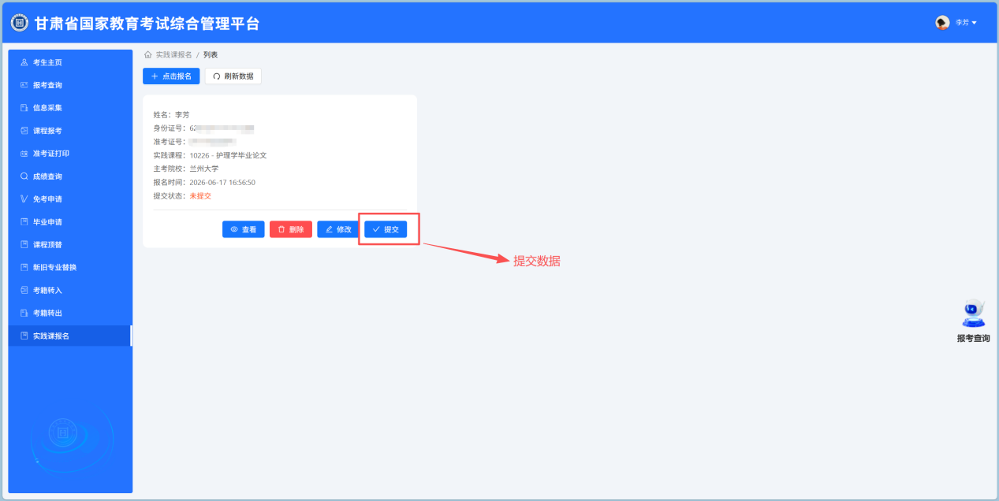 甘肃省国家教育考试综合管理平台
李芳
考生主页
报考查询
信息采集
课程报考
准考证打印
成绩查询
免考申请
毕业申请
课程顶替
新旧专业替换
考籍转入
考籍转出
实践课报名
实践课报名 / 列表
点击报名
刷新数据
姓名：李芳
身份证号：62
准考证号：
实践课程：10226 - 护理学毕业论文
主考院校：兰州大学
报名时间：2026-06-17 16:56:50
提交状态：未提交
查看
删除
修改
提交
提交数据
报考查询